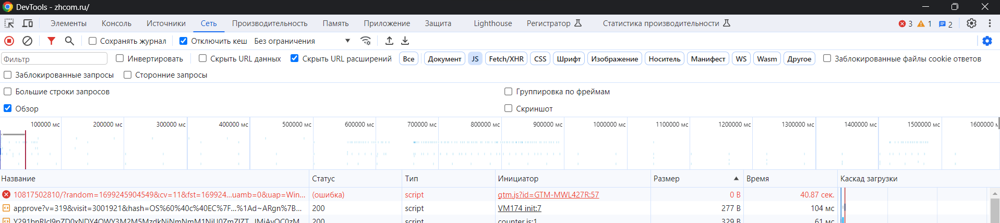 DevTools - zhcom.ru/
Элементы Консоль Источники Сеть Производительность Память Приложение Защита Lighthouse Регистратор Статистика производительности 3 1 2
Сохранять журнал Отключить кеш Без ограничения
Фильтр Инвертировать Скрыть URL данных Скрыть URL расширений Все Документ JS Fetch/XHR CSS Шрифт Изображение Носитель Манифест WS Wasm Другое Заблокированные файлы cookie ответов
Заблокированные запросы Сторонние запросы
Большие строки запросов Группировка по фреймам
Обзор Скриншот
100000 мс 200000 мс 300000 мс 400000 мс 500000 мс 600000 мс 700000 мс 800000 мс 900000 мс 1000000 мс 1100000 мс 1200000 мс 1300000 мс 1400000 мс 1500000 мс 1600000 м
Название Статус Тип Инициатор Размер Время Каскад загрузки
10817502810/?random=1699245904549&cv=11&fst=169924...uamb=0&uap=Win... (ошибка) script gtm.js?id=GTM-MWL427R:57 0 B 40.87 сек.
approve?v=319&visit=3001921&hash=OS%60%40c%40EC%7F...%1Ad~ARgn%7B... 200 script VM174 init:7 277 B 104 мс
200 script counter.js:1 329 B 61 мс